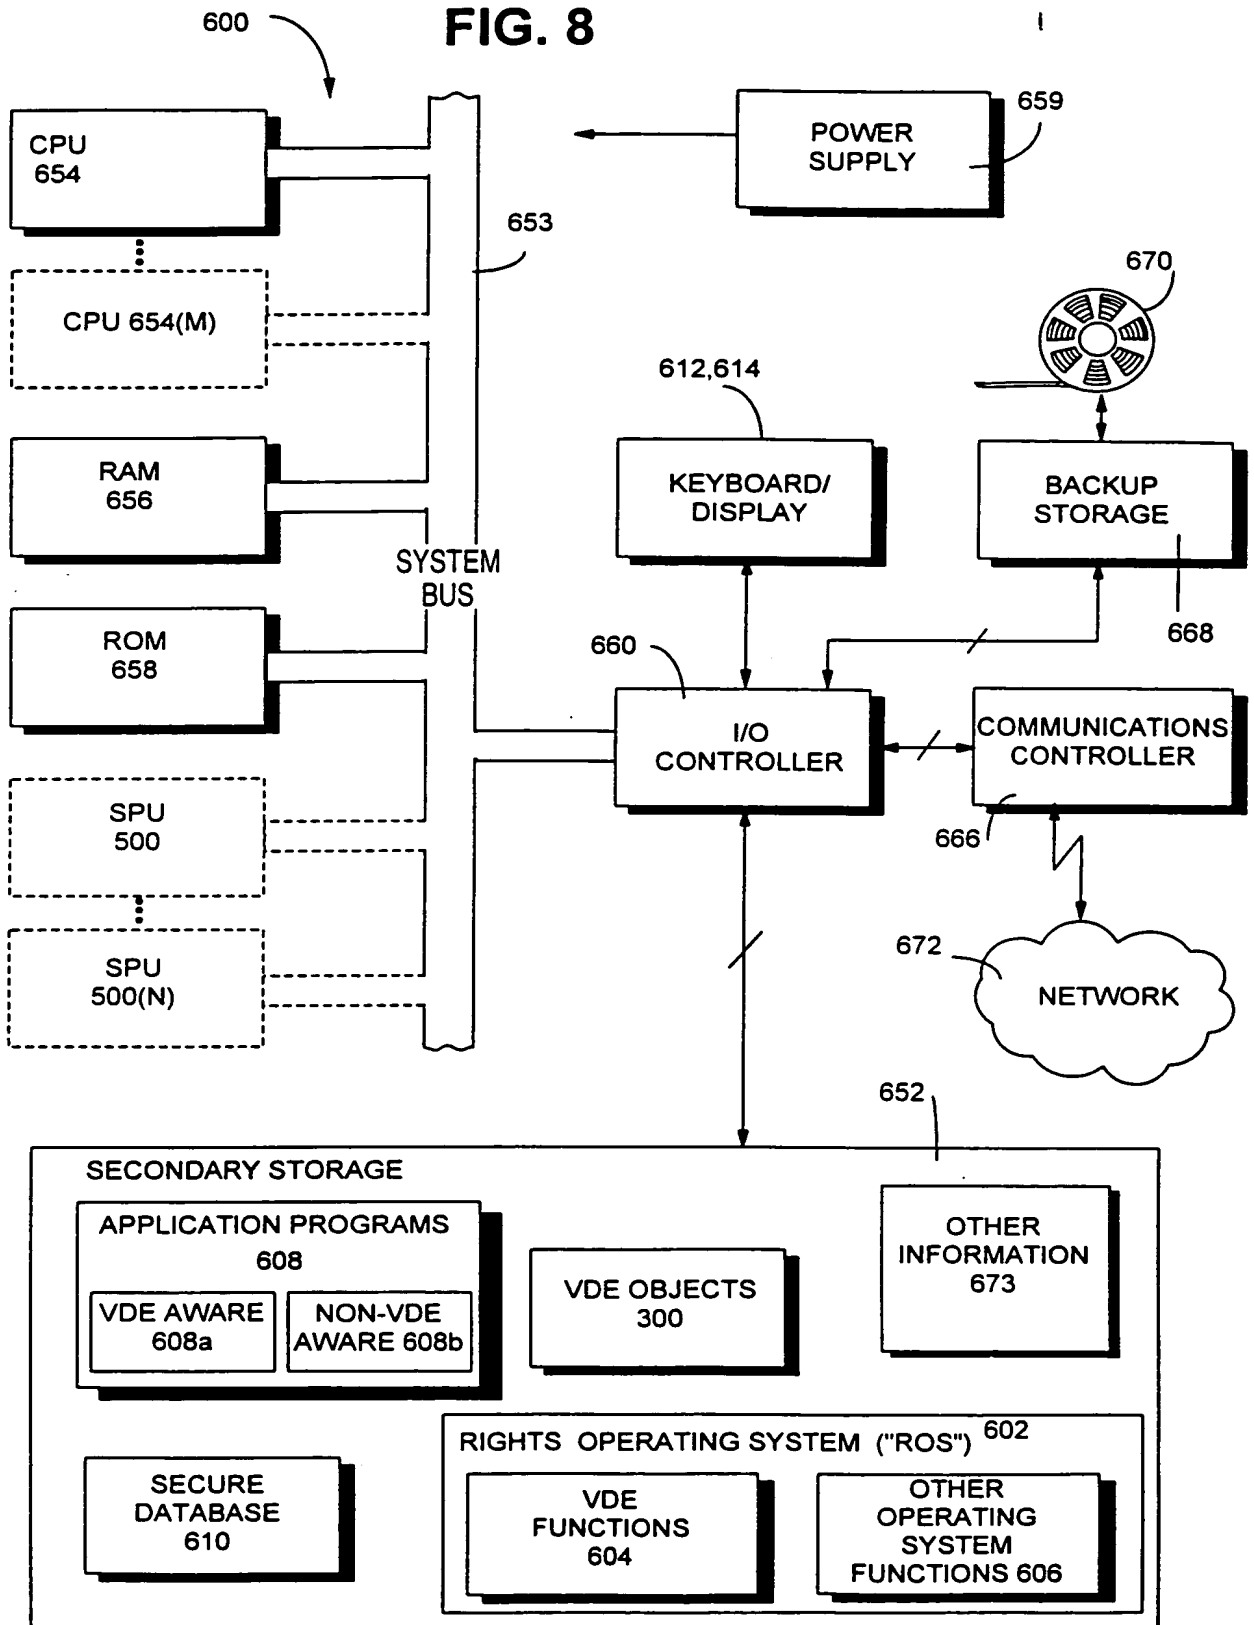 600
FIG. 8
CPU
654
POWER
SUPPLY
659
653
CPU 654(M)
670
612,614
RAM
656
KEYBOARD/
DISPLAY
BACKUP
STORAGE
SYSTEM
BUS
668
ROM
658
660
I/O
CONTROLLER
COMMUNICATIONS
CONTROLLER
SPU
500
666
SPU
500(N)
672
NETWORK
652
SECONDARY STORAGE
APPLICATION PROGRAMS
608
VDE AWARE
608a
NON-VDE
AWARE 608b
VDE OBJECTS
300
OTHER
INFORMATION
673
SECURE
DATABASE
610
RIGHTS OPERATING SYSTEM ("ROS") 602
VDE
FUNCTIONS
604
OTHER
OPERATING
SYSTEM
FUNCTIONS 606